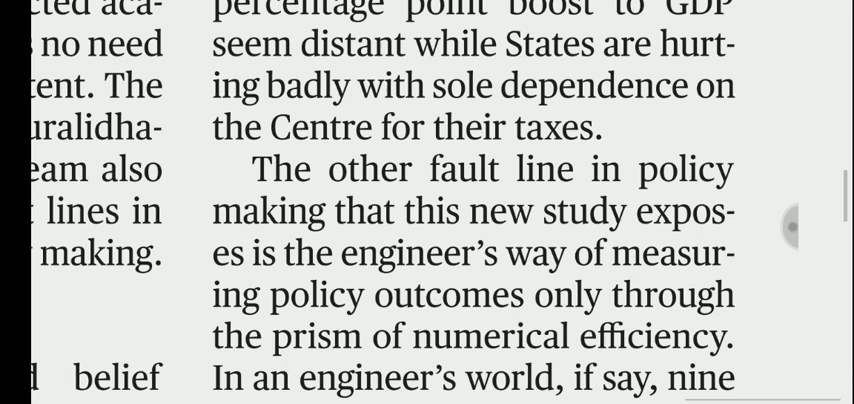 no need
tent. The
uralidha-
eam also
lines in
making.
belief
percentage point boost to GDP
seem distant while States are hurt-
ing badly with sole dependence on
the Centre for their taxes.
The other fault line in policy
making that this new study expos-
es is the engineer’s way of measur-
ing policy outcomes only through
the prism of numerical efficiency.
In an engineer’s world, if say, nine